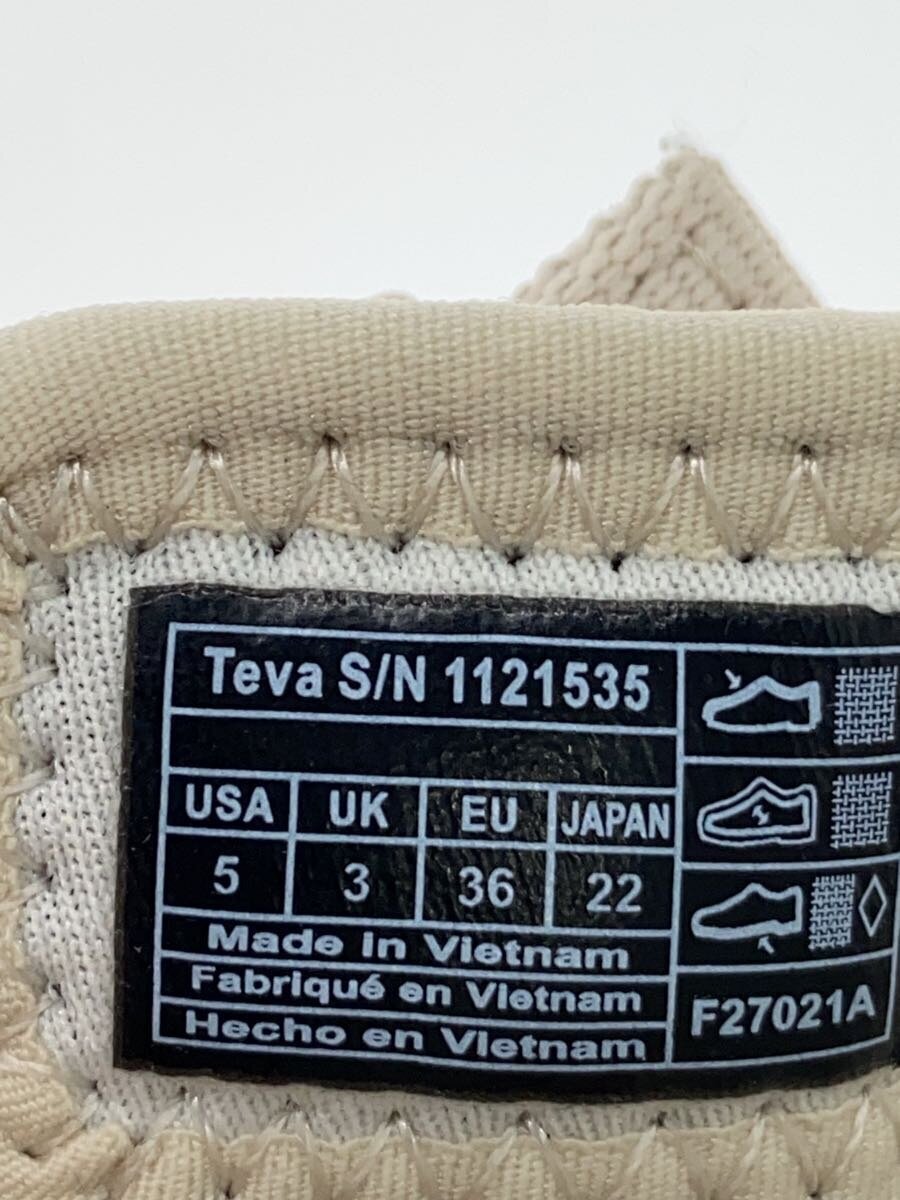 Teva S/N 1121535
USA UK EU JAPAN
5 3 36 22
Made in Vietnam
Fabriqué en Vietnam
Hecho en Vietnam
F27021A